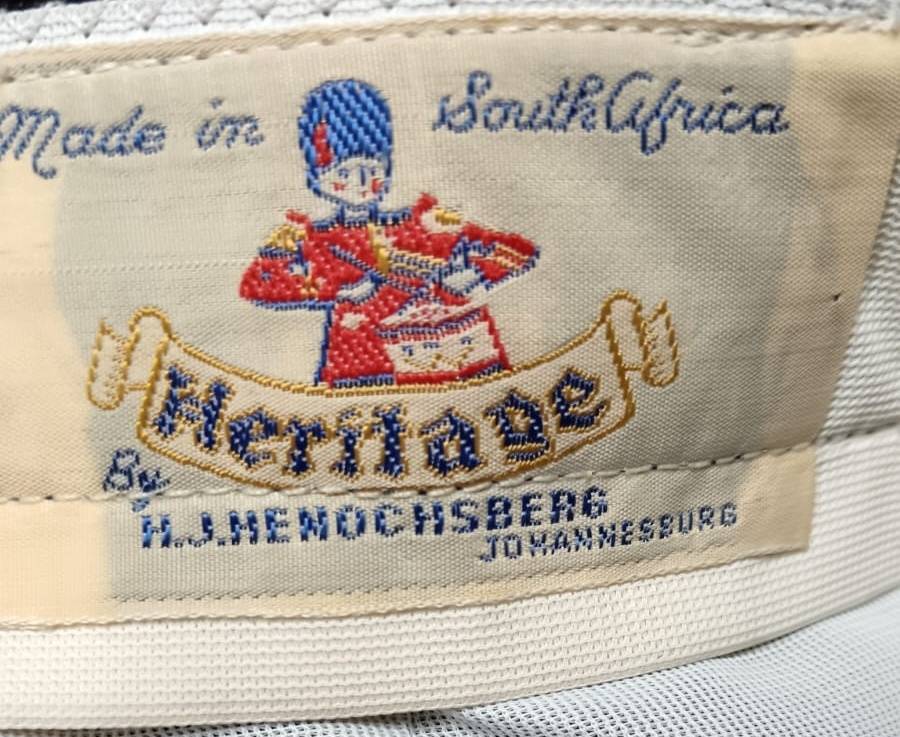 Made in South Africa
Heritage
By
H.J.HENOCHSBERG
JOHANNESBURG